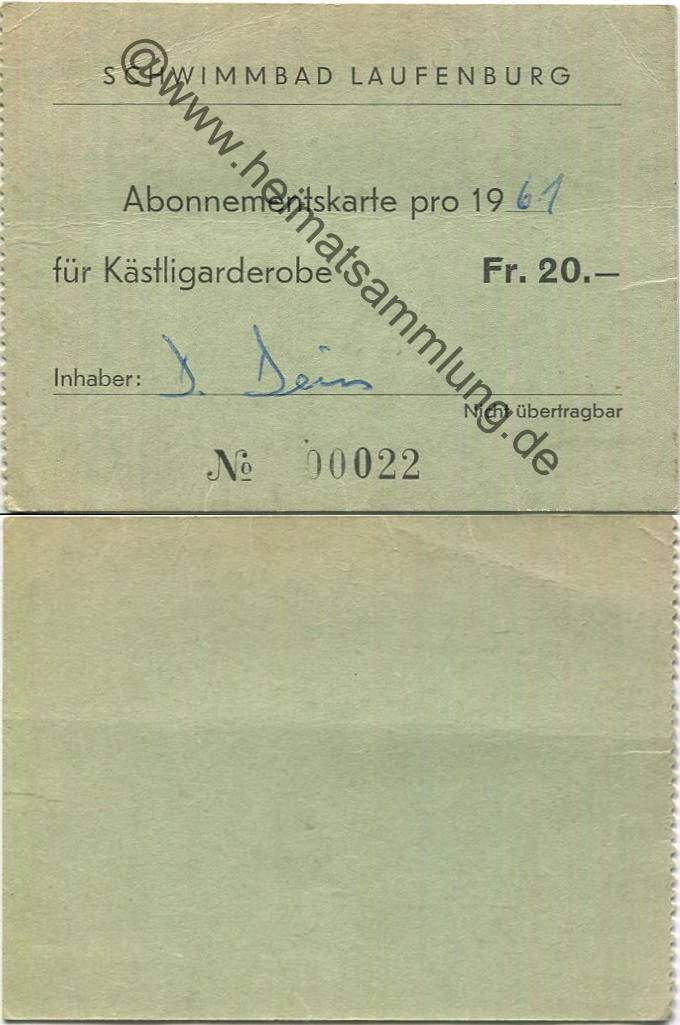 SCHWIMMBAD LAUFENBURG
Abonnementskarte pro 1961
für Kästligarderobe Fr. 20.—
Inhaber: D.
Nicht übertragbar
№ 00022
@www.heimatsammlung.de